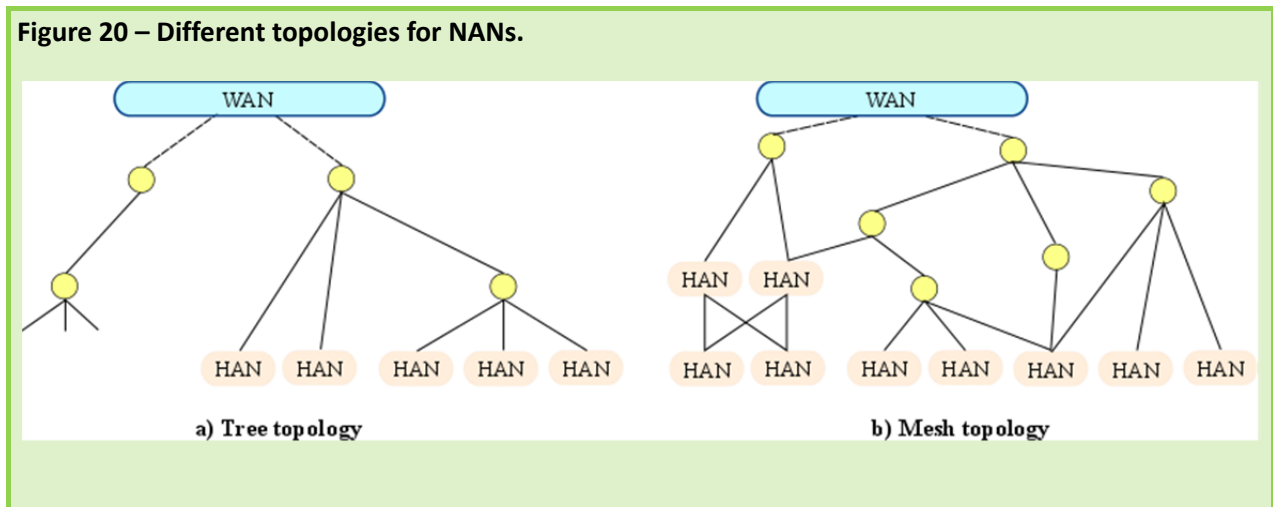 Figure 20 – Different topologies for NANs.
WAN
HAN HAN HAN HAN HAN
a) Tree topology
WAN
HAN HAN
HAN HAN HAN HAN HAN HAN HAN
b) Mesh topology